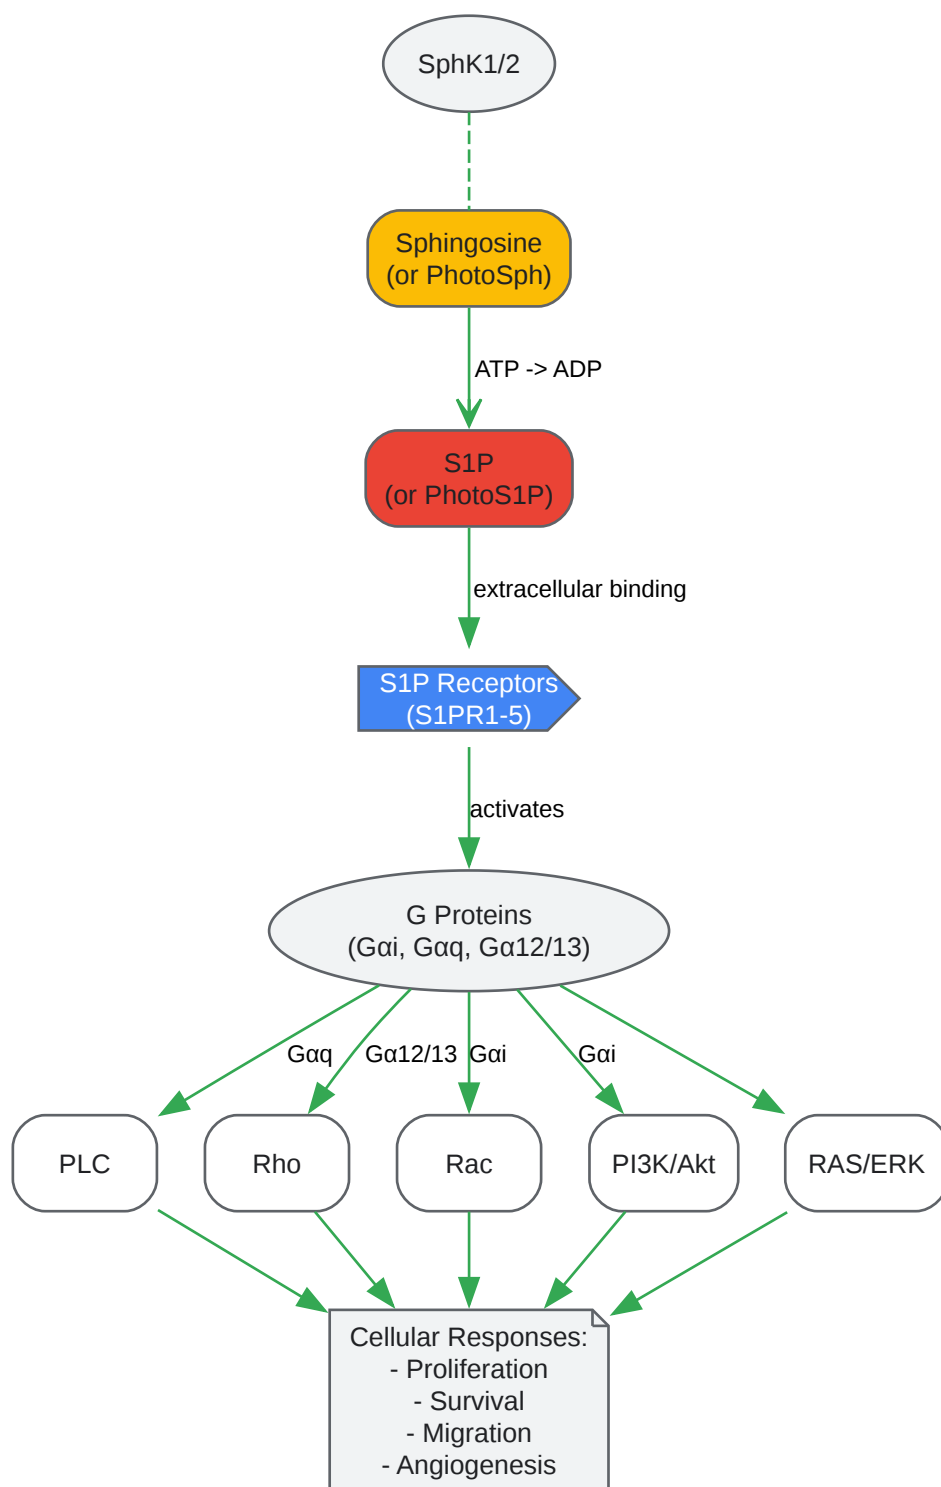 SphK1/2
Sphingosine
(or PhotoSph)
ATP -> ADP
S1P
(or PhotoS1P)
extracellular binding
S1P Receptors
(S1PR1-5)
activates
G Proteins
(Gαi, Gαq, Gα12/13)
Gαq
Gα12/13
Gαi
Gαi
PLC
Rho
Rac
PI3K/Akt
RAS/ERK
Cellular Responses:
- Proliferation
- Survival
- Migration
- Angiogenesis